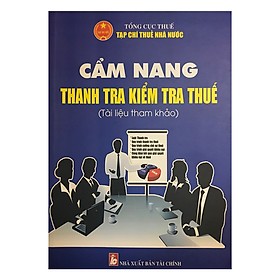 TỔNG CỤC THUẾ
TẠP CHÍ THUẾ NHÀ NƯỚC
CẨM NANG
THANH TRA KIỂM TRA THUẾ
(Tài liệu tham khảo)
NHÀ XUẤT BẢN TÀI CHÍNH